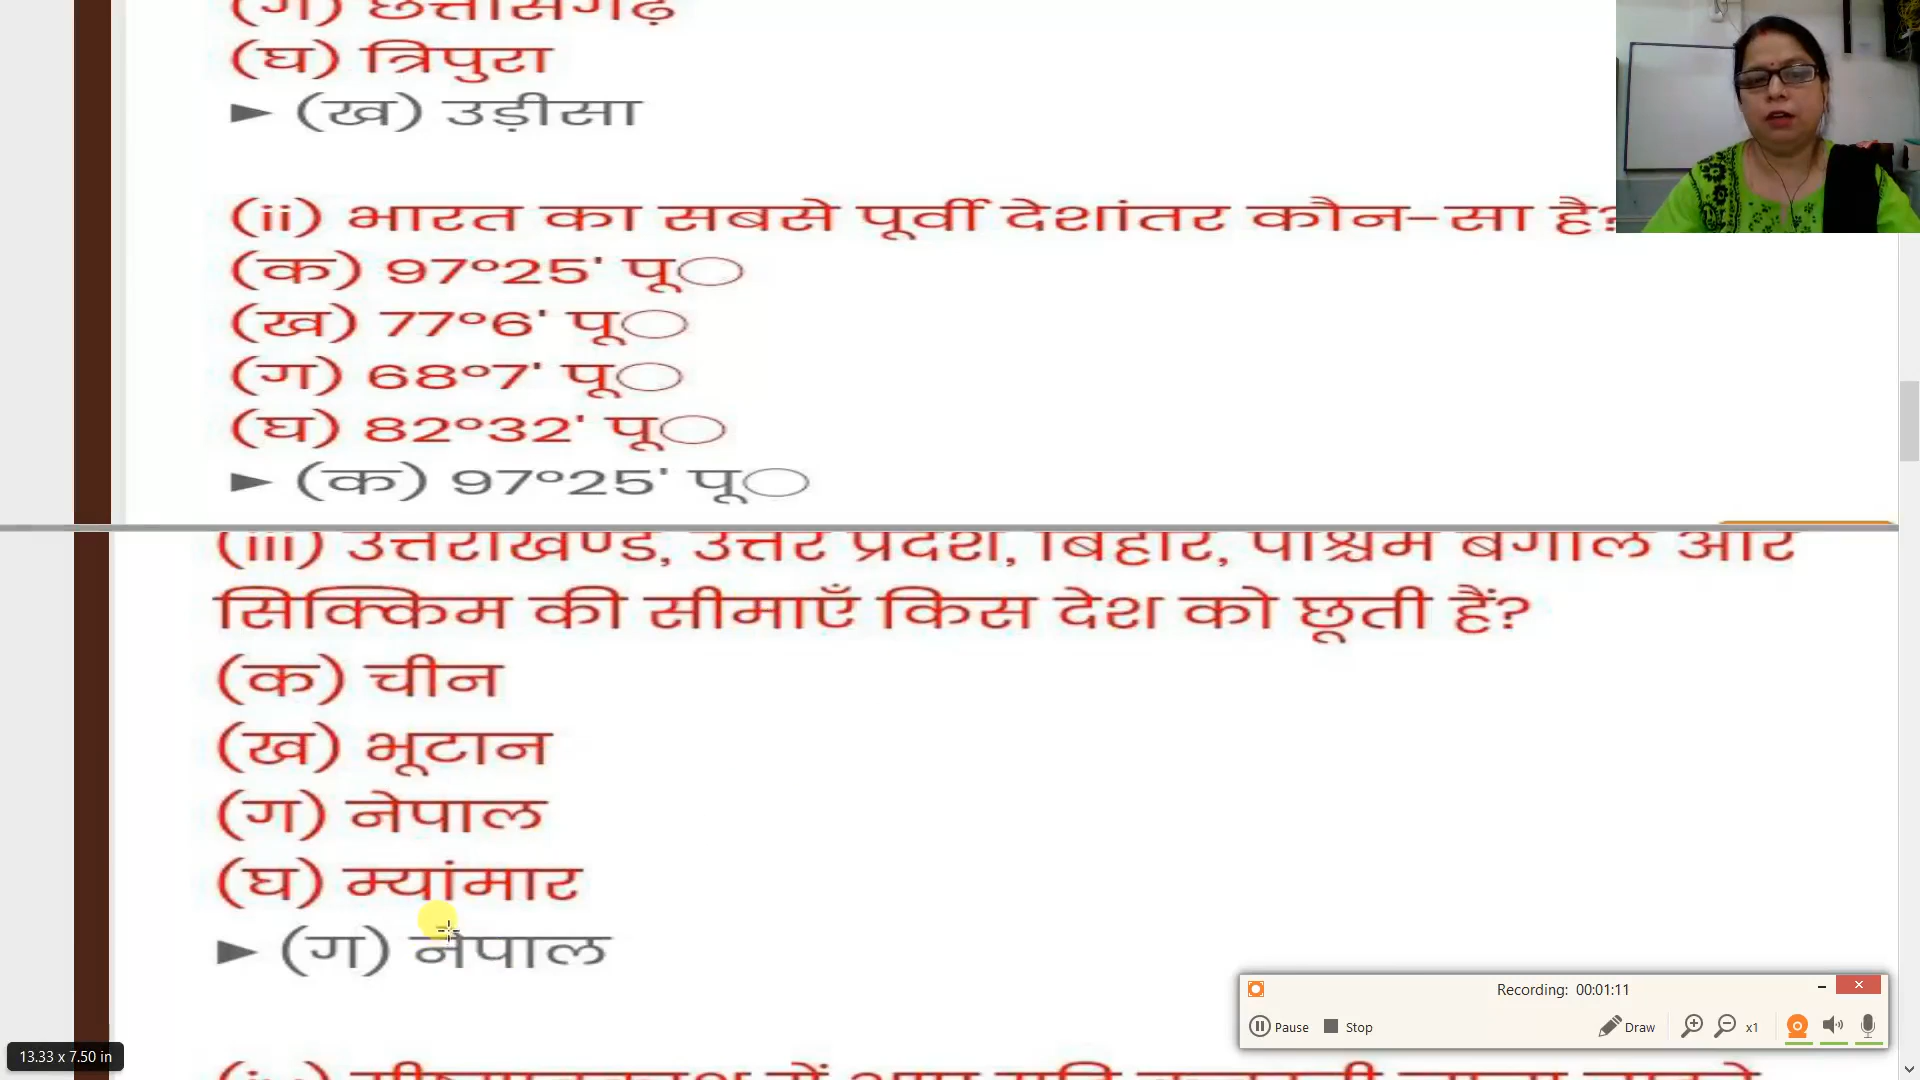 (ग) छत्तीसगढ़
(घ) त्रिपुरा
► (ख) उड़ीसा
(ii) भारत का सबसे पूर्वी देशांतर कौन-सा है?
(क) 97°25' पू०
(ख) 77°6' पू०
(ग) 68°7' पू०
(घ) 82°32' पू०
► (क) 97°25' पू०
(iii) उत्तराखण्ड, उत्तर प्रदेश, बिहार, पश्चिम बंगाल और
सिक्किम की सीमाएँ किस देश को छूती हैं?
(क) चीन
(ख) भूटान
(ग) नेपाल
(घ) म्यांमार
► (ग) नेपाल
Recording: 00:01:11
Pause Stop Draw x1
13.33 x 7.50 in